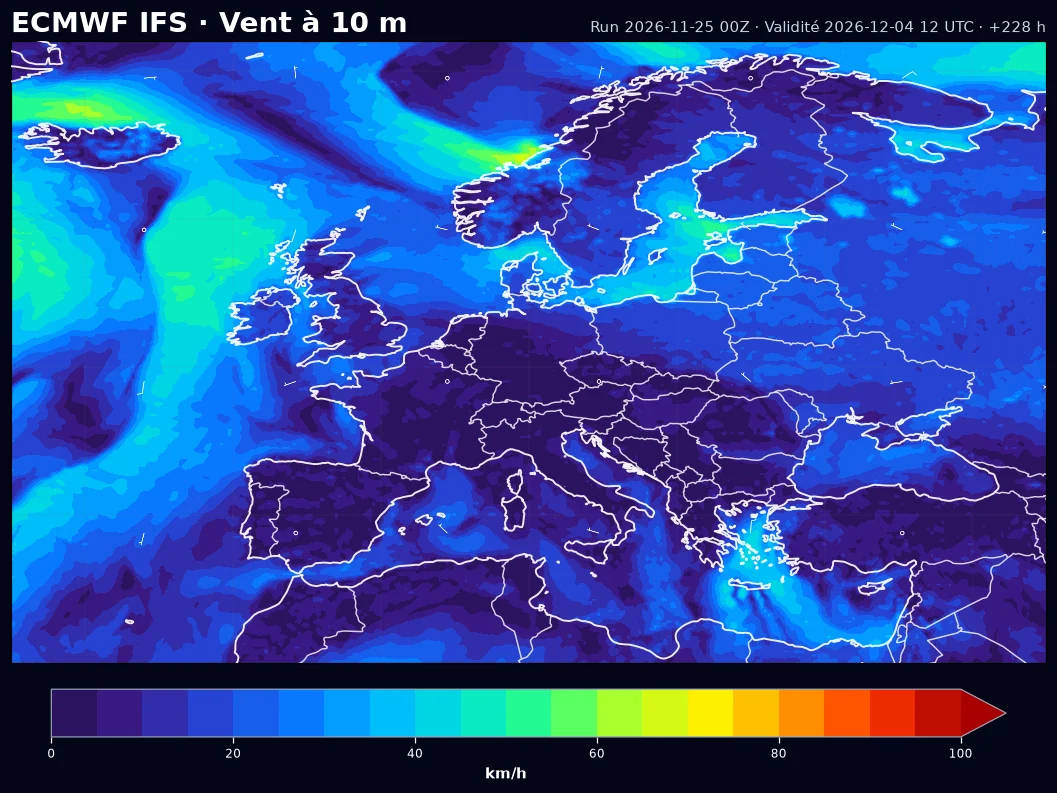 ECMWF IFS · Vent à 10 m
Run 2026-11-25 00Z · Validité 2026-12-04 12 UTC · +228 h
0 20 40 60 80 100
km/h